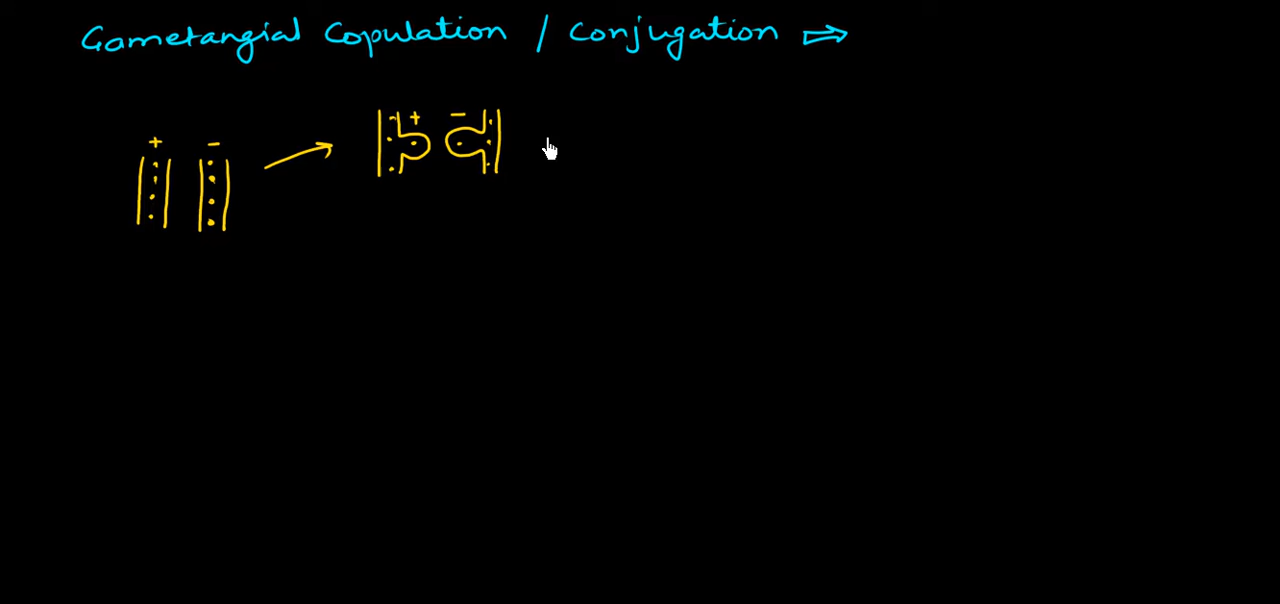 Gametangial Copulation / Conjugation ⇒
+ -
+ -